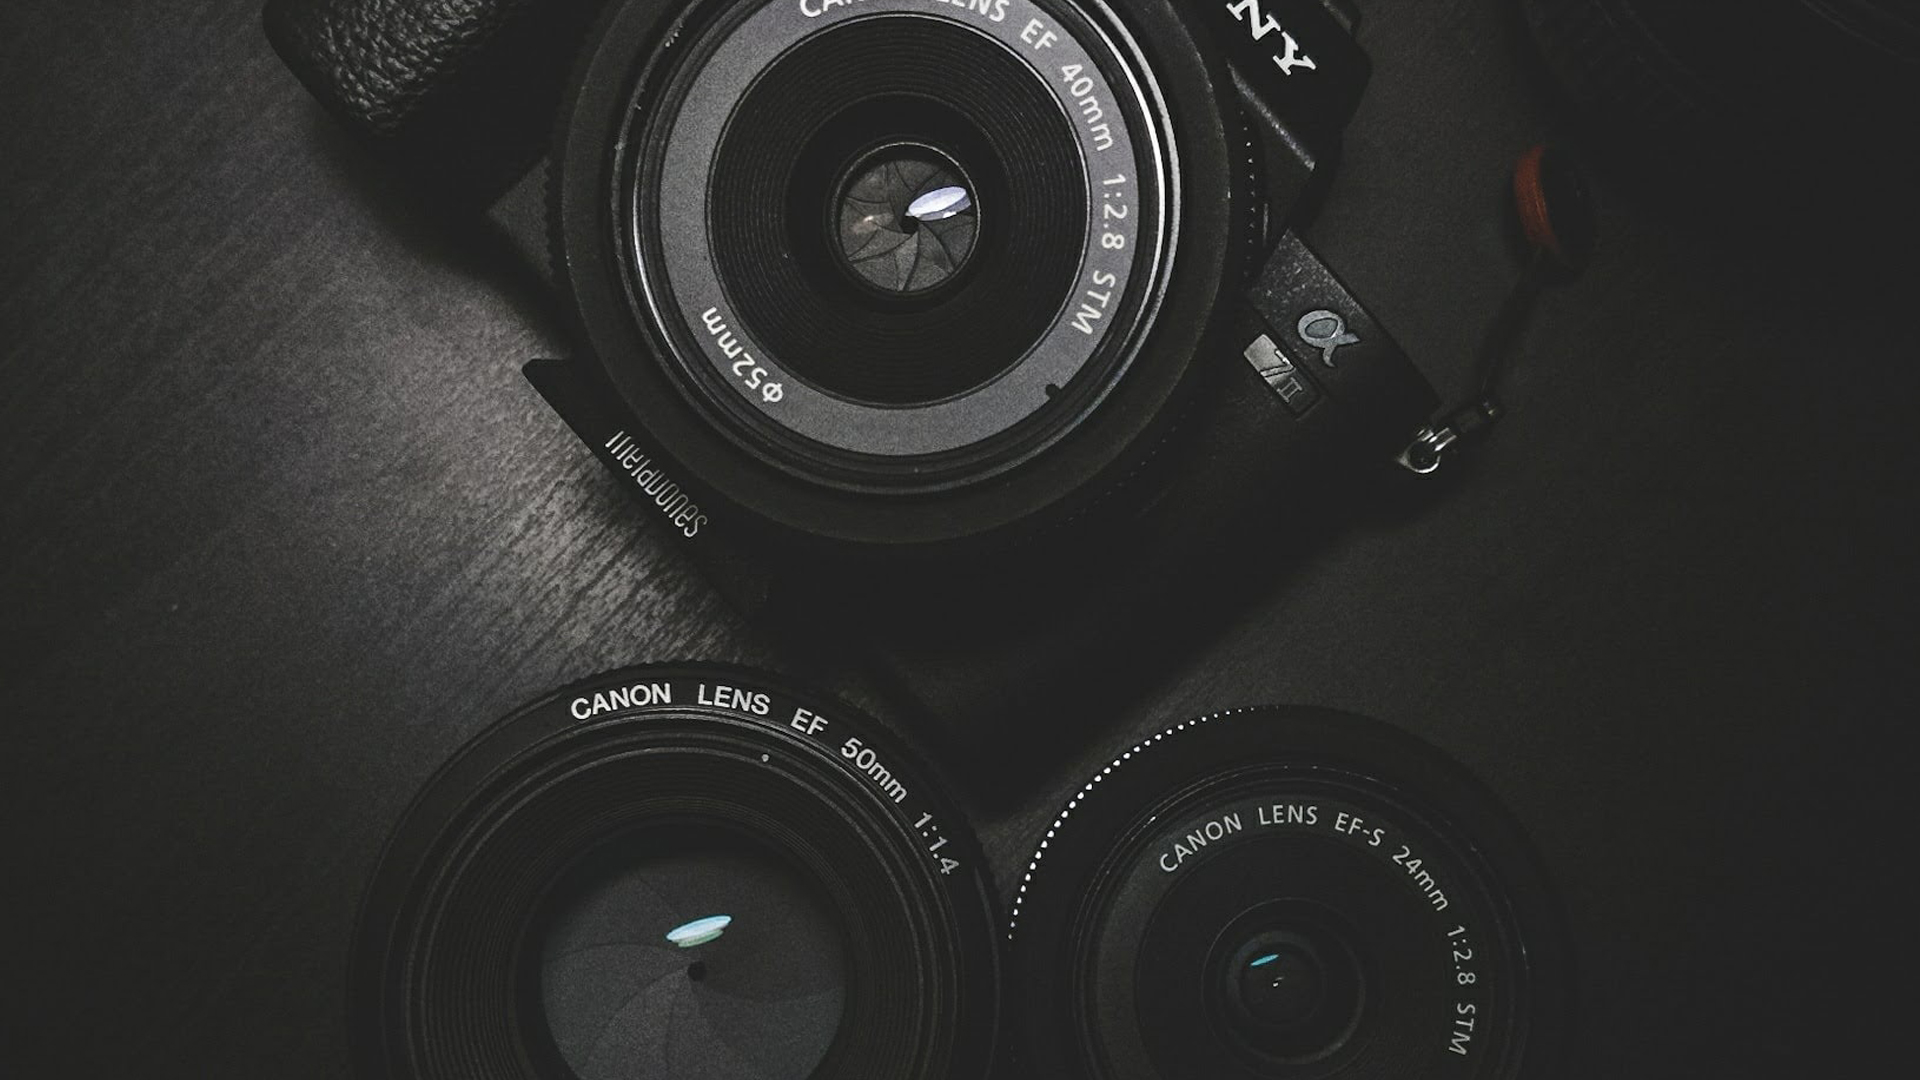 NY
LENS EF 40mm 1:2.8 STM
Φ52mm
α
7II
CANON LENS EF 50mm 1:1.4
CANON LENS EF-S 24mm 1:2.8 STM